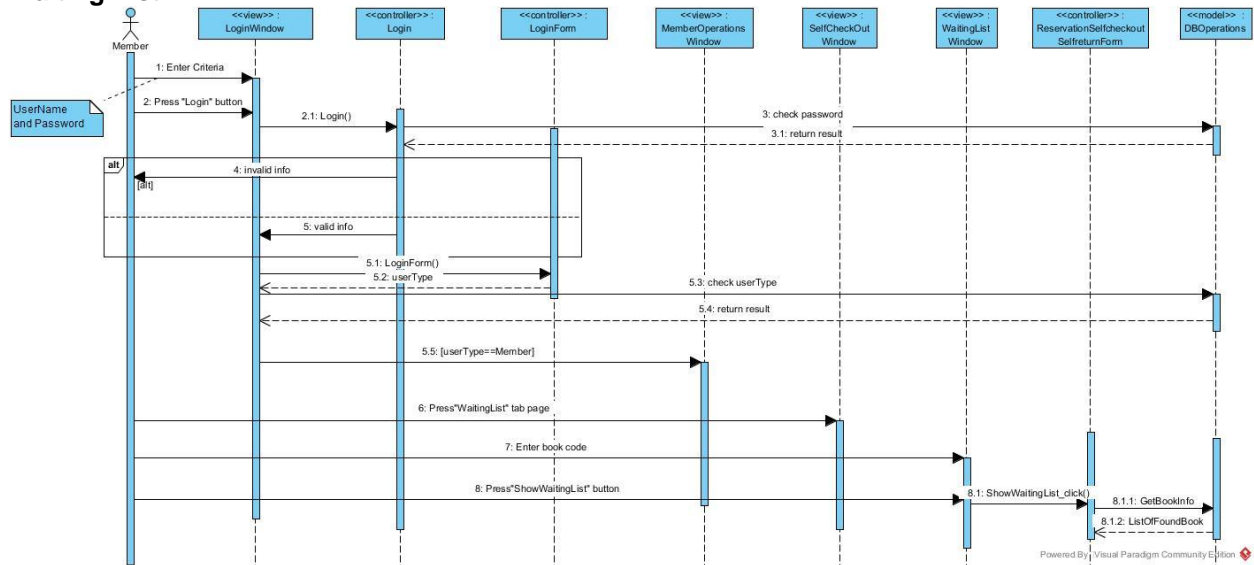 Member
<<view>> :
LoginWindow
<<controller>> :
Login
<<controller>> :
LoginForm
<<view>> :
MemberOperations
Window
<<view>> :
SelfCheckOut
Window
<<view>> :
WaitingList
Window
<<controller>> :
ReservationSelfcheckout
SelfreturnForm
<<model>> :
DBOperations
1: Enter Criteria
UserName
and Password
2: Press "Login" button
2.1: Login()
3: check password
3.1: return result
alt
4: invalid info
[alt]
5: valid info
5.1: LoginForm()
5.2: userType
5.3: check userType
5.4: return result
5.5: [userType==Member]
6: Press"WaitingList" tab page
7: Enter book code
8: Press"ShowWaitingList" button
8.1: ShowWaitingList_click()
8.1.1: GetBookInfo
8.1.2: ListOfFoundBook
Powered By Visual Paradigm Community Edition